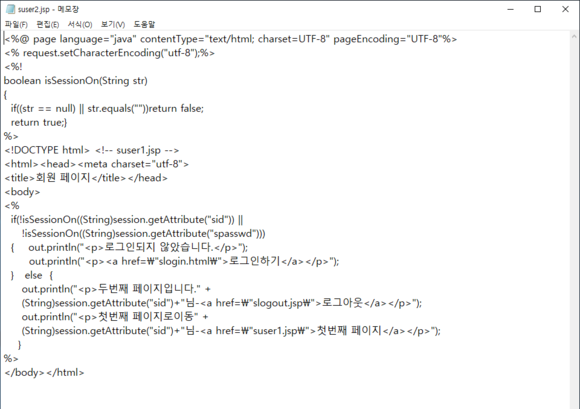 suser2.jsp - 메모장
파일(F) 편집(E) 서식(O) 보기(V) 도움말
<%@ page language="java" contentType="text/html; charset=UTF-8" pageEncoding="UTF-8"%>
<% request.setCharacterEncoding("utf-8");%>
<%!
boolean isSessionOn(String str)
{
if((str == null) || str.equals(""))return false;
return true;}
%>
<!DOCTYPE html> <!-- suser1.jsp -->
<html><head><meta charset="utf-8">
<title>회원 페이지</title></head>
<body>
<%
if(!isSessionOn((String)session.getAttribute("sid")) ||
!isSessionOn((String)session.getAttribute("spasswd")))
{ out.println("<p>로그인되지 않았습니다.</p>");
out.println("<p><a href=₩"slogin.html₩">로그인하기</a></p>");
} else {
out.println("<p>두번째 페이지입니다." +
(String)session.getAttribute("sid")+"님-<a href=₩"slogout.jsp₩">로그아웃</a></p>");
out.println("<p>첫번째 페이지로이동" +
(String)session.getAttribute("sid")+"님-<a href=₩"suser1.jsp₩">첫번째 페이지</a></p>");
}
%>
</body></html>